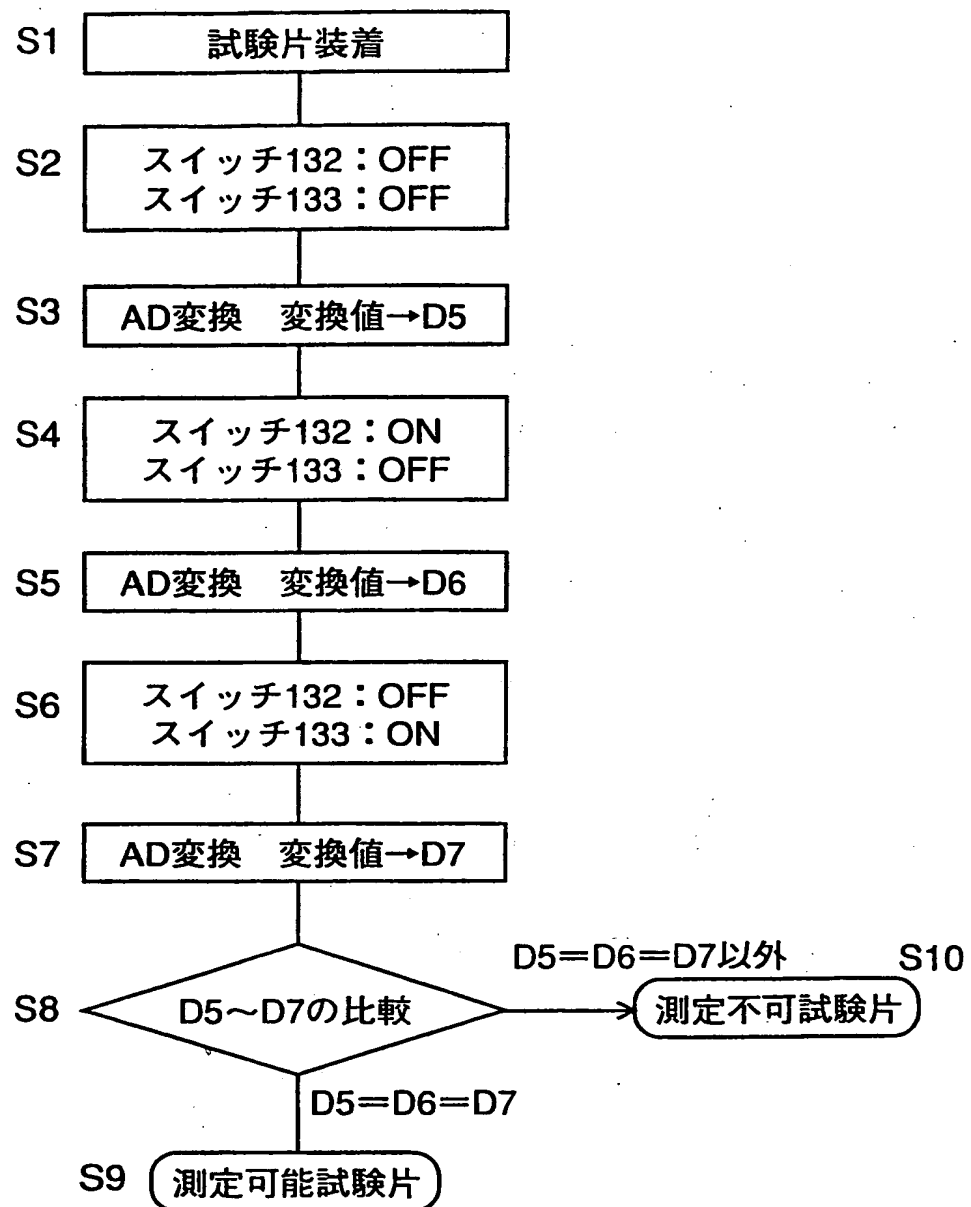 S1
試験片装着
S2
スイッチ132：OFF
スイッチ133：OFF
S3
AD変換　変換値→D5
S4
スイッチ132：ON
スイッチ133：OFF
S5
AD変換　変換値→D6
S6
スイッチ132：OFF
スイッチ133：ON
S7
AD変換　変換値→D7
S8
D5〜D7の比較
D5＝D6＝D7以外
S10
測定不可試験片
D5＝D6＝D7
S9
測定可能試験片